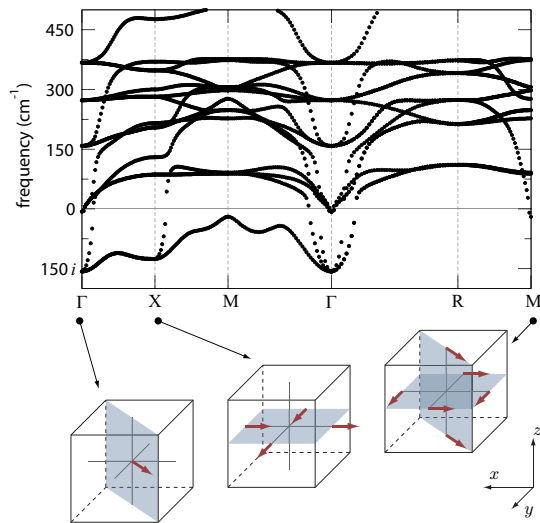 450
300
150
0
150 i
frequency (cm⁻¹)
Γ X M Γ R M
z
x
y